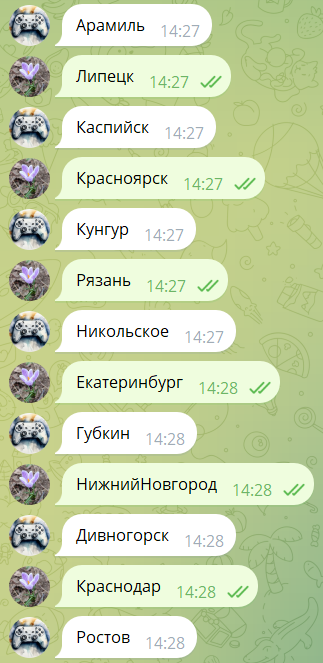 Арамиль 14:27
Липецк 14:27
Каспийск 14:27
Красноярск 14:27
Кунгур 14:27
Рязань 14:27
Никольское 14:27
Екатеринбург 14:28
Губкин 14:28
НижнийНовгород 14:28
Дивногорск 14:28
Краснодар 14:28
Ростов 14:28